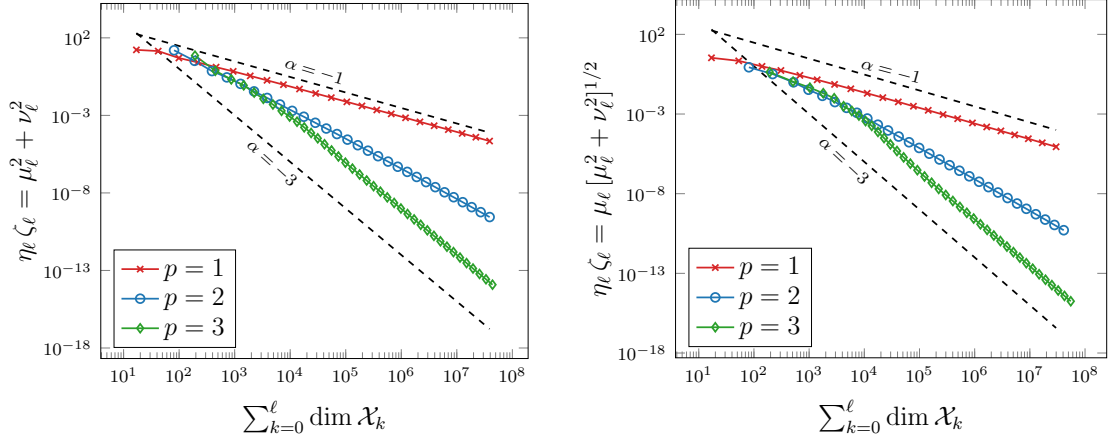 10^2
10^{-3}
10^{-8}
10^{-13}
10^{-18}
η_ℓ ζ_ℓ = μ_ℓ^2 + ν_ℓ^2
α = −1
α = −3
p = 1
p = 2
p = 3
10^1 10^2 10^3 10^4 10^5 10^6 10^7 10^8
∑_{k=0}^{ℓ} dim 𝒳_k
10^2
10^{-3}
10^{-8}
10^{-13}
10^{-18}
η_ℓ ζ_ℓ = μ_ℓ [μ_ℓ^2 + ν_ℓ^2]^{1/2}
α = −1
α = −3
p = 1
p = 2
p = 3
10^1 10^2 10^3 10^4 10^5 10^6 10^7 10^8
∑_{k=0}^{ℓ} dim 𝒳_k